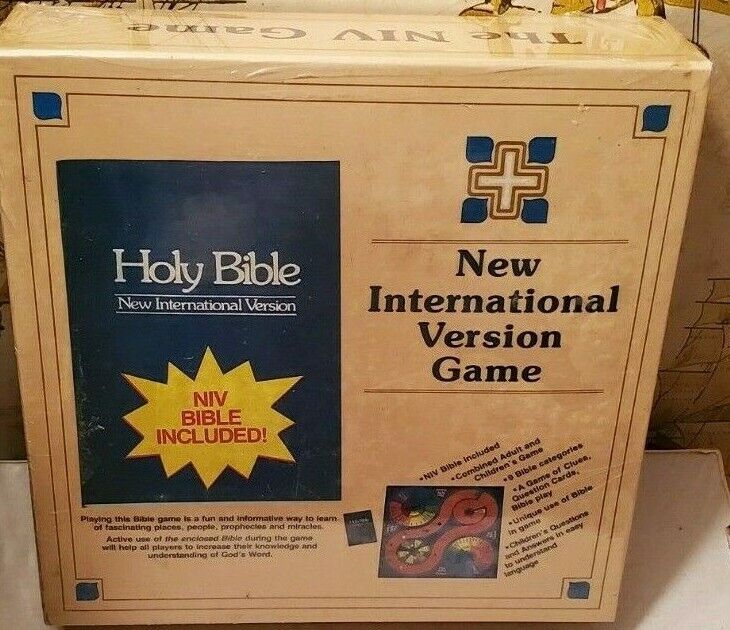 The NIV Game
Holy Bible
New International Version
NIV
BIBLE
INCLUDED!
Playing this Bible game is a fun and informative way to learn
of fascinating places, people, prophecies and miracles.
Active use of the enclosed Bible during the game
will help all players to increase their knowledge and
understanding of God's Word.
New
International
Version
Game
•NIV Bible included
•Combined Adult and
Children's Game
•9 Bible categories
•A Game of Clues,
Question Cards,
Bible play
•Unique use of Bible
in game
•Children's Questions
and Answers in easy
to understand
language